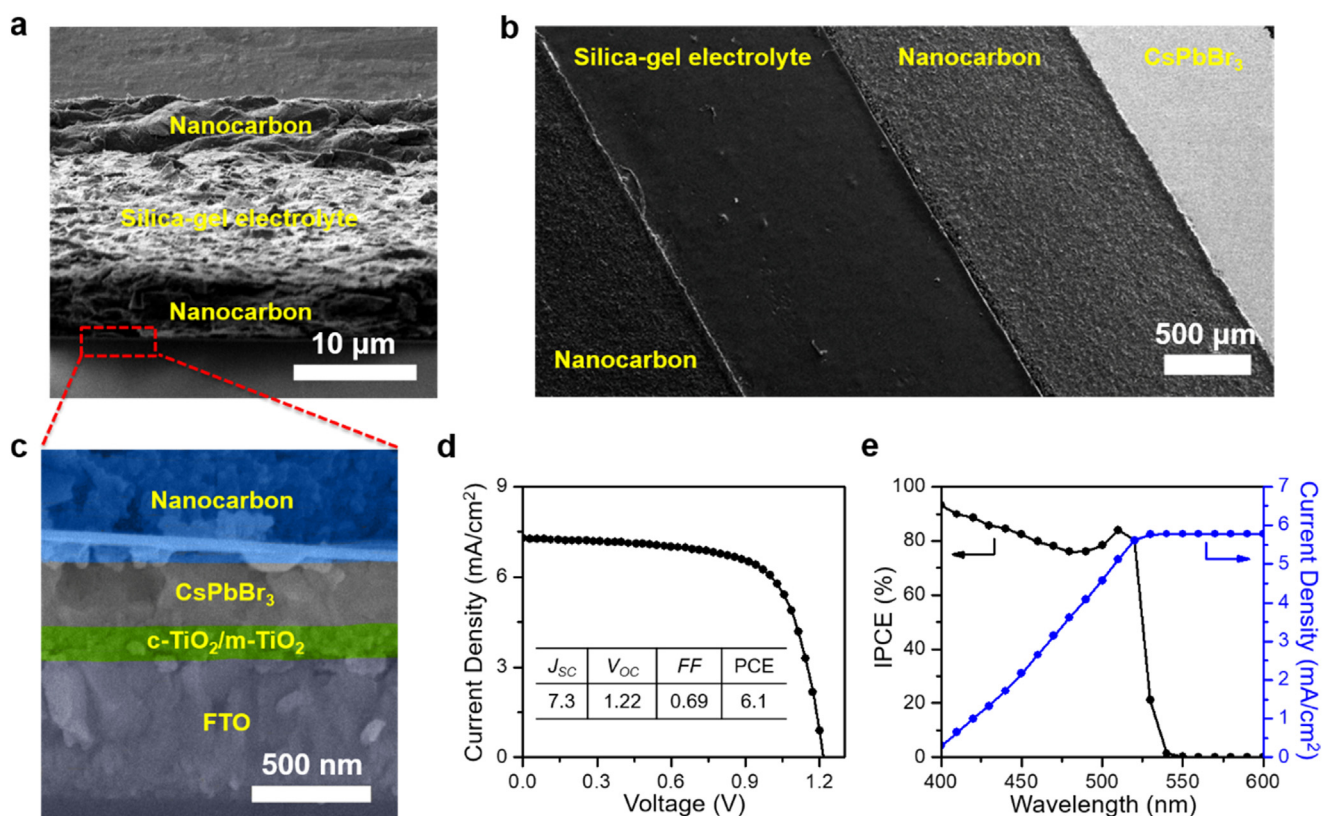 a
Nanocarbon
Silica-gel electrolyte
Nanocarbon
10 µm
b
Silica-gel electrolyte
Nanocarbon
CsPbBr₃
Nanocarbon
500 µm
c
Nanocarbon
CsPbBr₃
c-TiO₂/m-TiO₂
FTO
500 nm
d
Current Density (mA/cm²)
9
6
3
0
J_SC V_OC FF PCE
7.3 1.22 0.69 6.1
0.0 0.3 0.6 0.9 1.2
Voltage (V)
e
IPCE (%)
100
80
60
40
20
0
7
6
5
4
3
2
1
0
Current Density (mA/cm²)
400 450 500 550 600
Wavelength (nm)